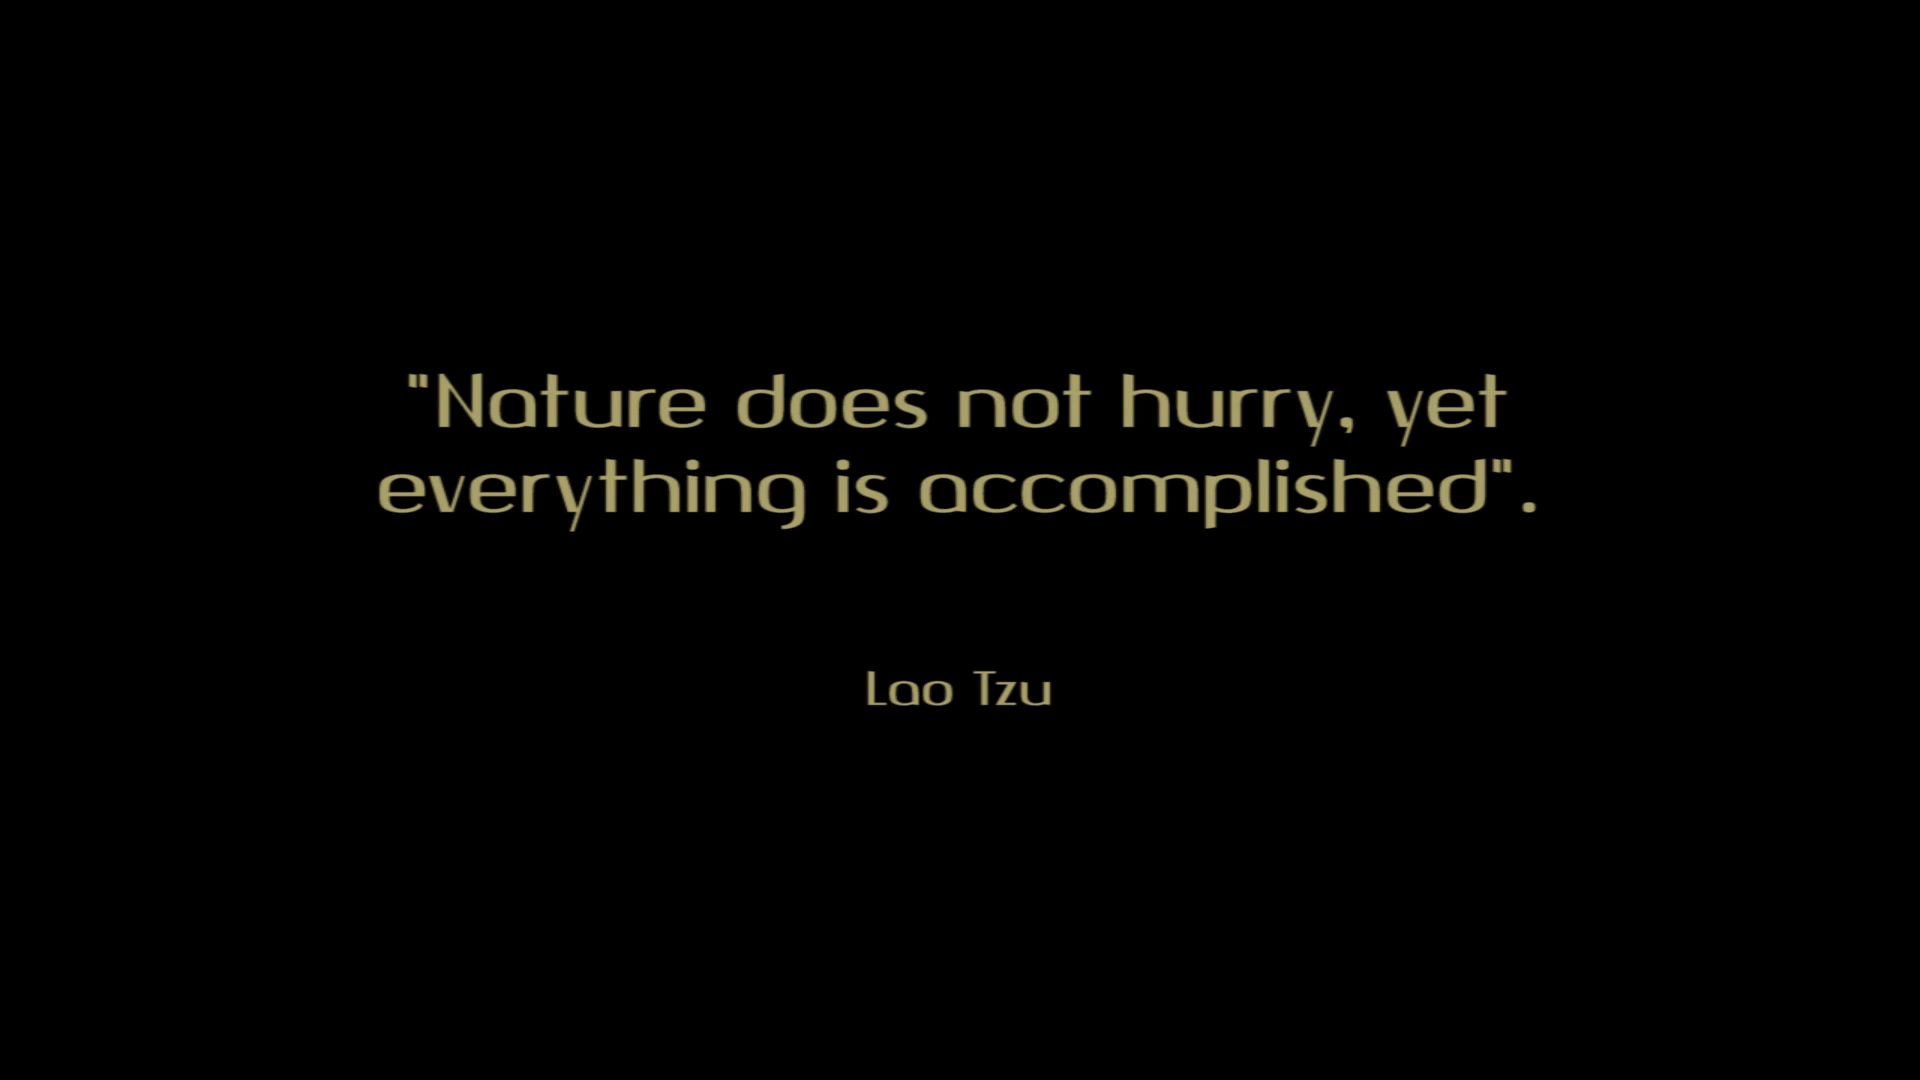 "Nature does not hurry, yet
everything is accomplished".
Lao Tzu